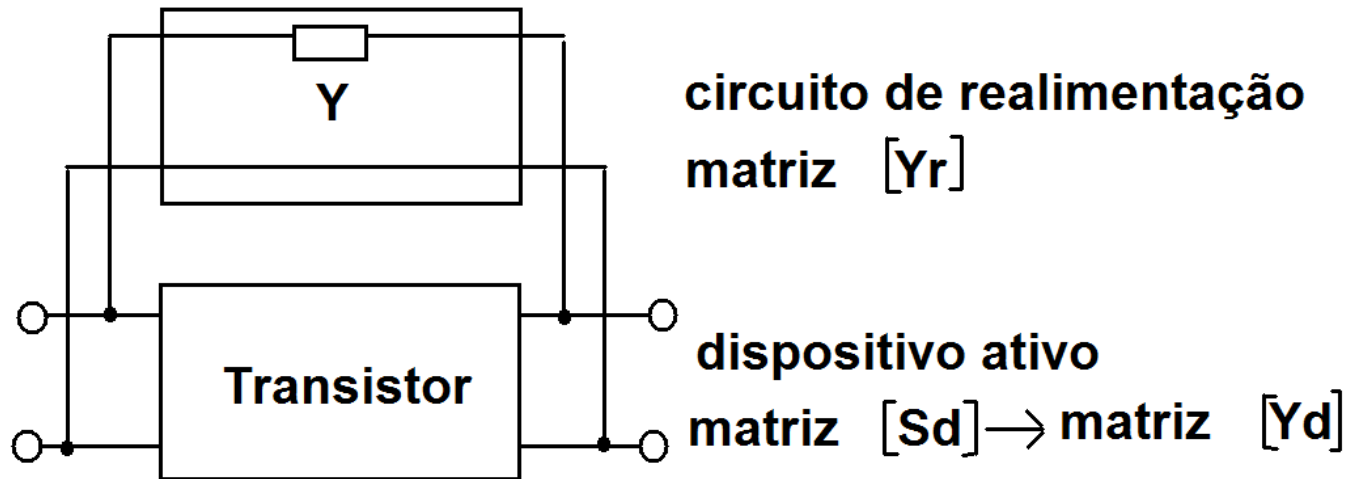 Y
circuito de realimentação
matriz [Yr]
Transistor
dispositivo ativo
matriz [Sd]→ matriz [Yd]